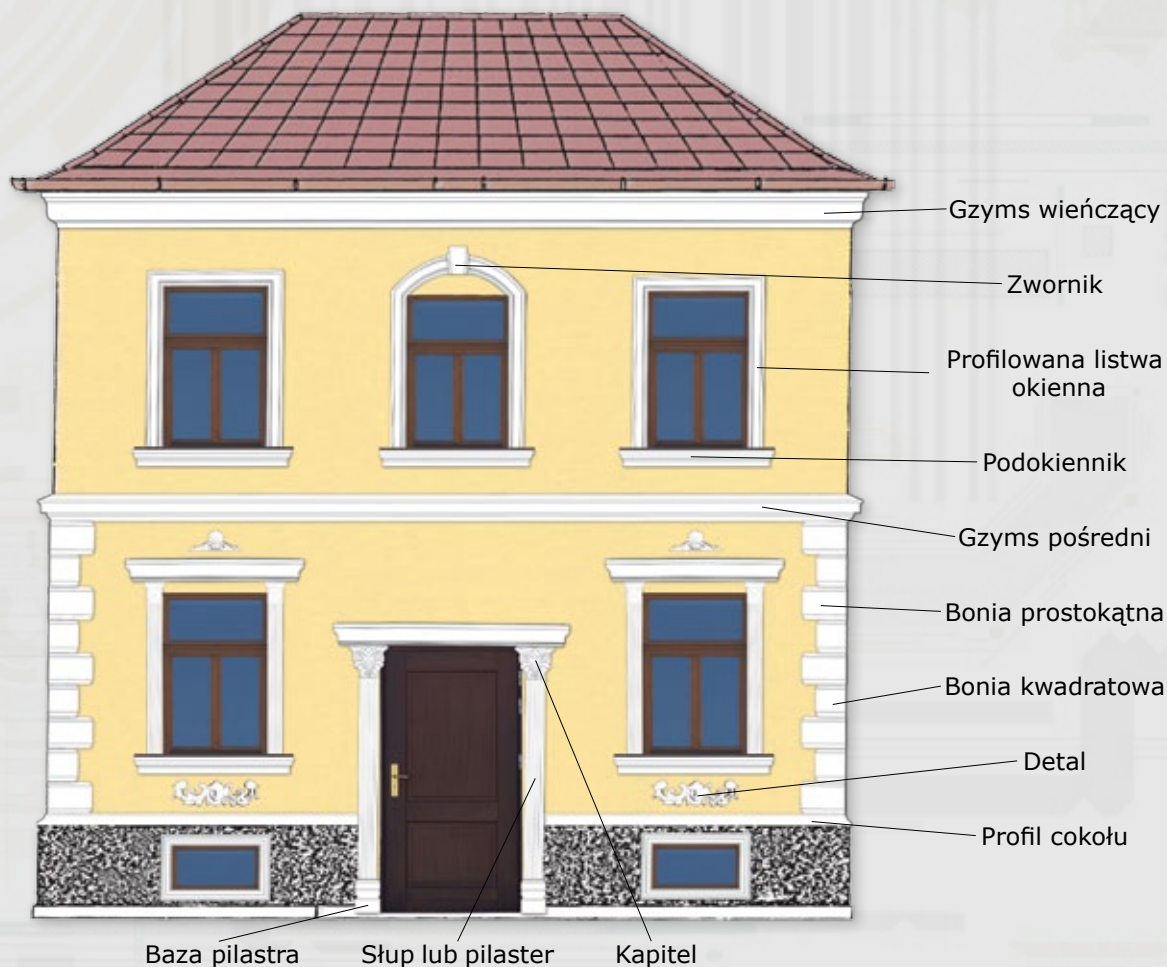 Gzyms wieńczący
Zwornik
Profilowana listwa
okienna
Podokiennik
Gzyms pośredni
Bonia prostokątna
Bonia kwadratowa
Detal
Profil cokołu
Baza pilastra
Słup lub pilaster
Kapitel